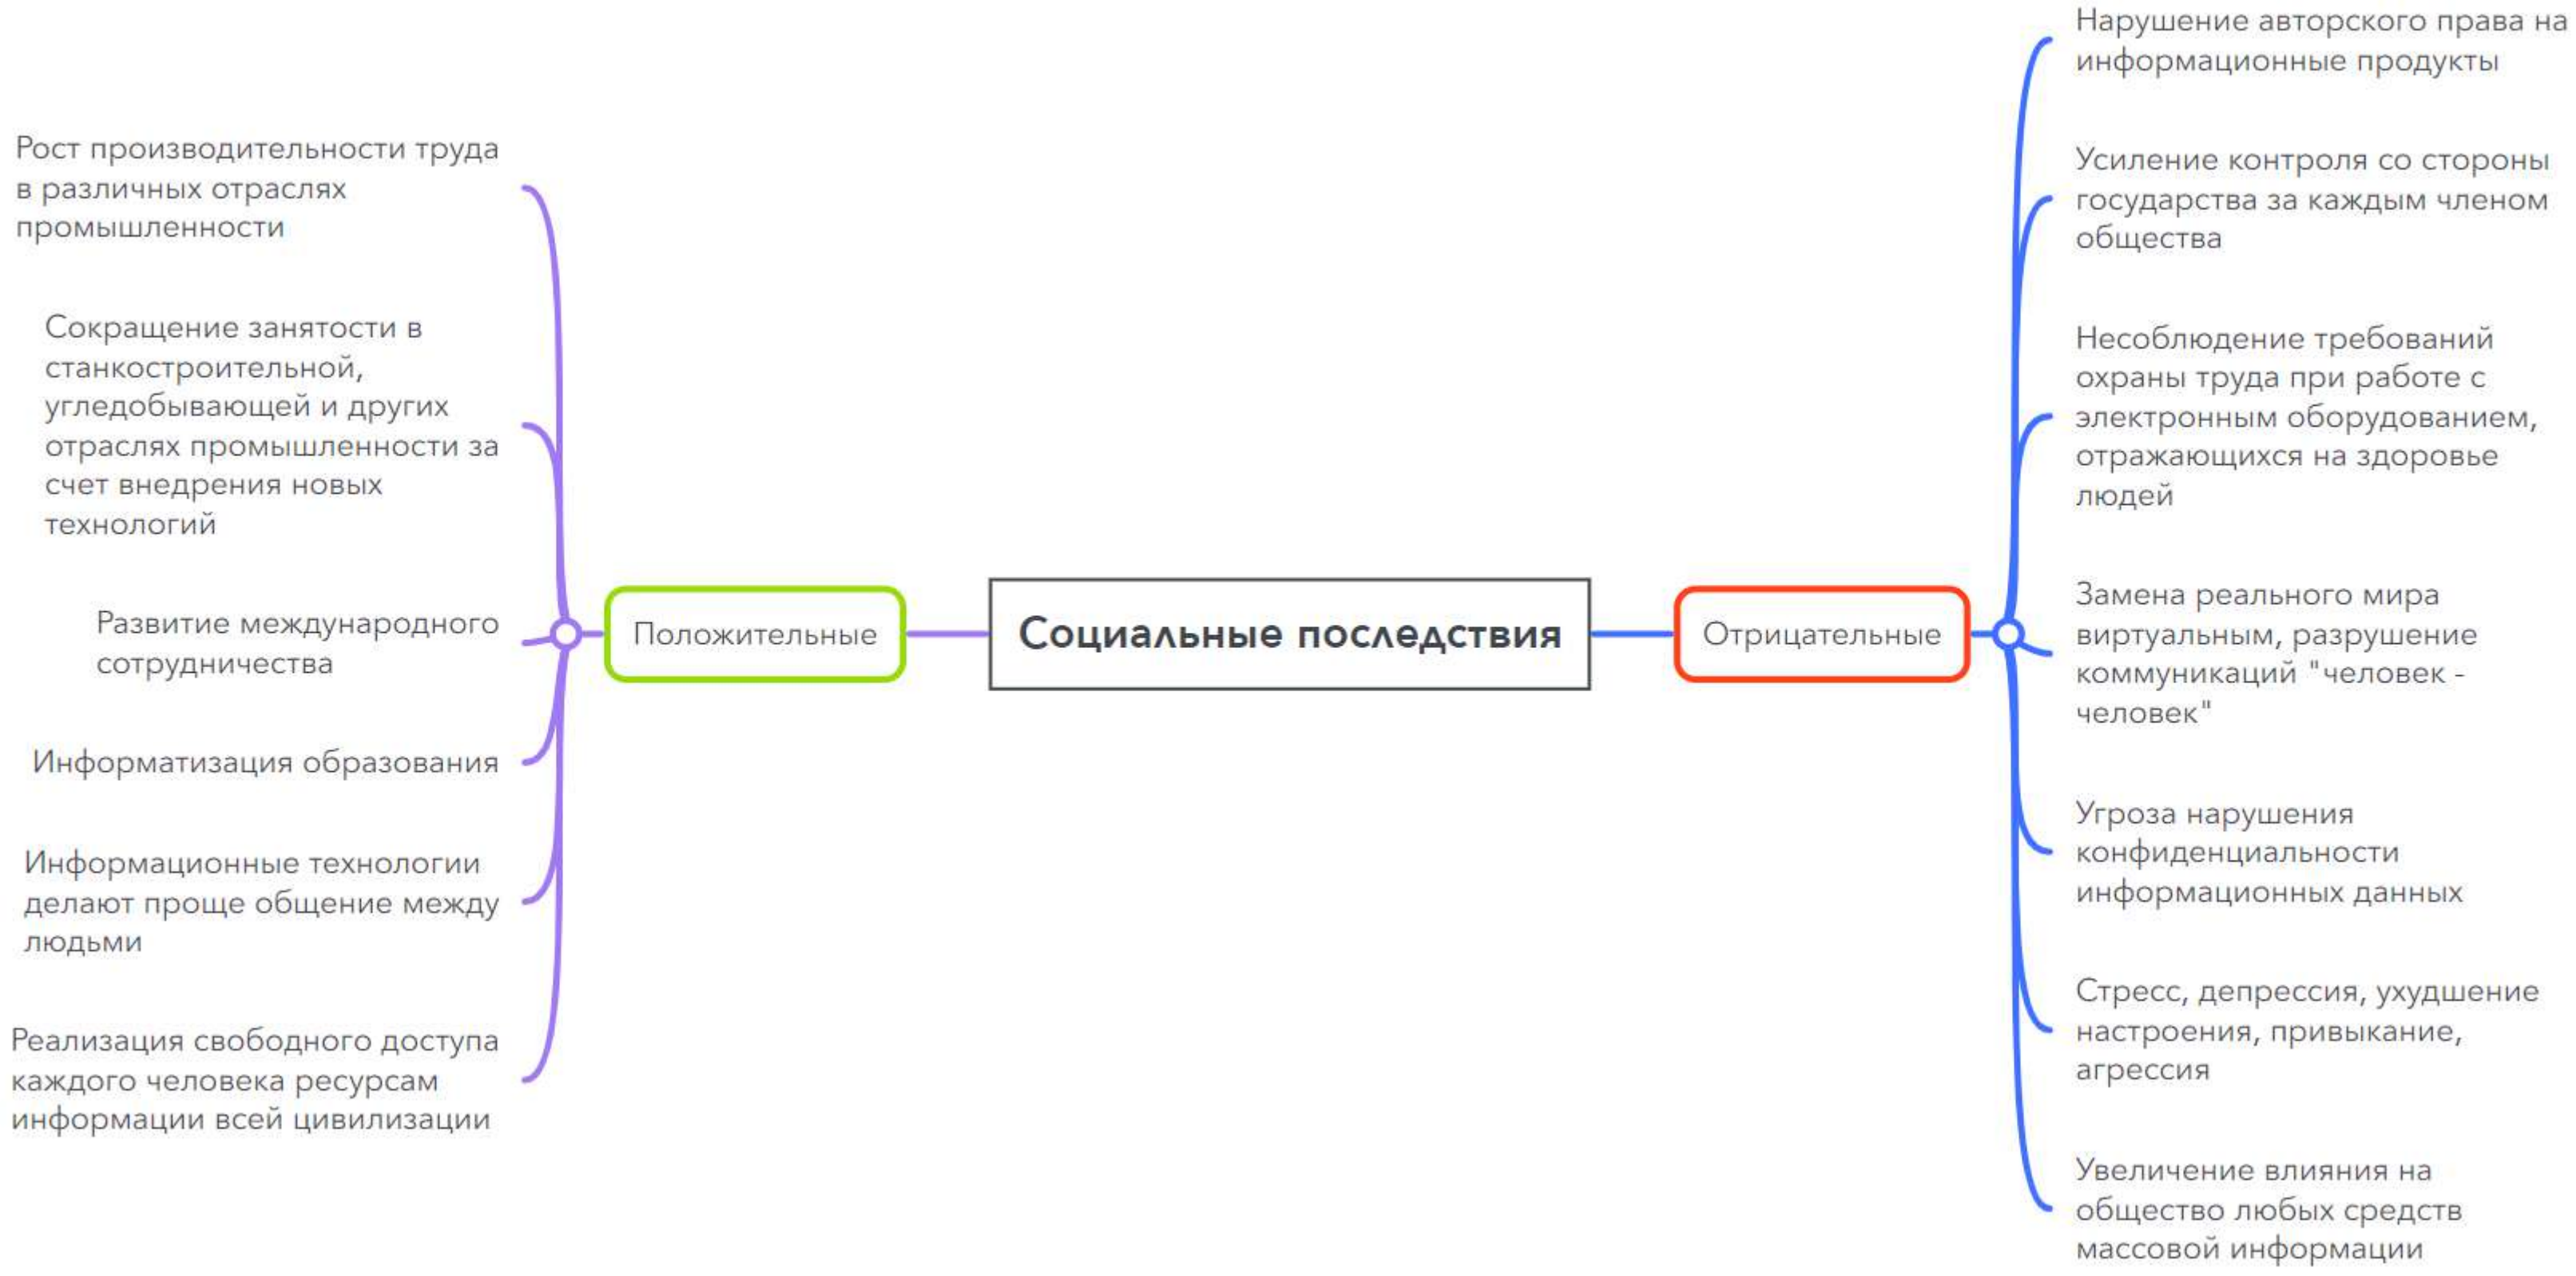 Социальные последствия
Положительные
Рост производительности труда
в различных отраслях
промышленности
Сокращение занятости в
станкостроительной,
угледобывающей и других
отраслях промышленности за
счет внедрения новых
технологий
Развитие международного
сотрудничества
Информатизация образования
Информационные технологии
делают проще общение между
людьми
Реализация свободного доступа
каждого человека ресурсам
информации всей цивилизации
Отрицательные
Нарушение авторского права на
информационные продукты
Усиление контроля со стороны
государства за каждым членом
общества
Несоблюдение требований
охраны труда при работе с
электронным оборудованием,
отражающихся на здоровье
людей
Замена реального мира
виртуальным, разрушение
коммуникаций "человек -
человек"
Угроза нарушения
конфиденциальности
информационных данных
Стресс, депрессия, ухудшение
настроения, привыкание,
агрессия
Увеличение влияния на
общество любых средств
массовой информации